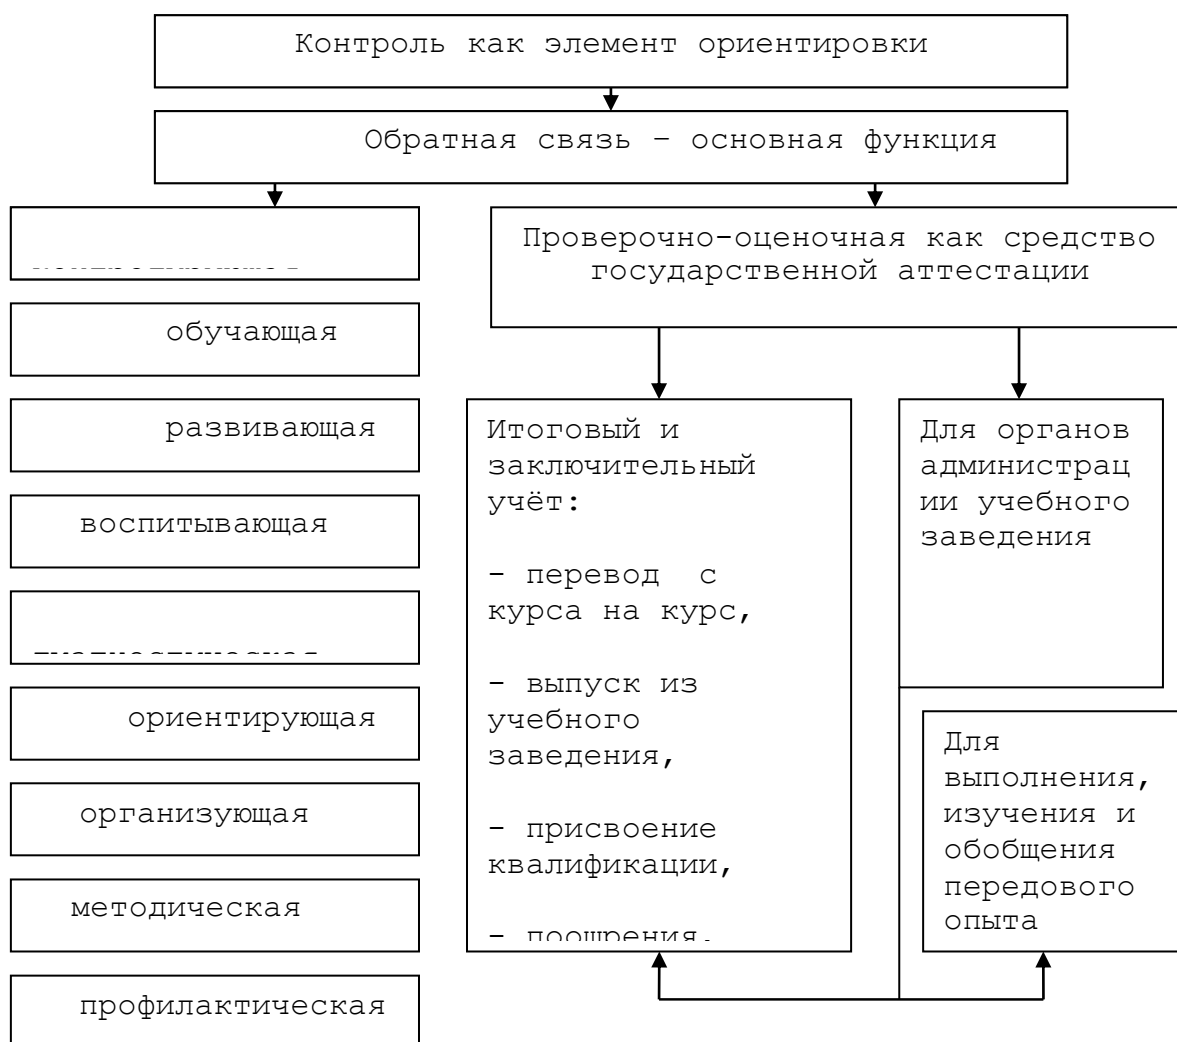 Контроль как элемент ориентировки
Обратная связь – основная функция
обучающая
развивающая
воспитывающая
ориентирующая
организующая
методическая
профилактическая
Проверочно-оценочная как средство
государственной аттестации
Итоговый и
заключительный
учёт:
- перевод с
курса на курс,
- выпуск из
учебного
заведения,
- присвоение
квалификации,
- поощрения.
Для органов
администрац
ии учебного
заведения
Для
выполнения,
изучения и
обобщения
передового
опыта